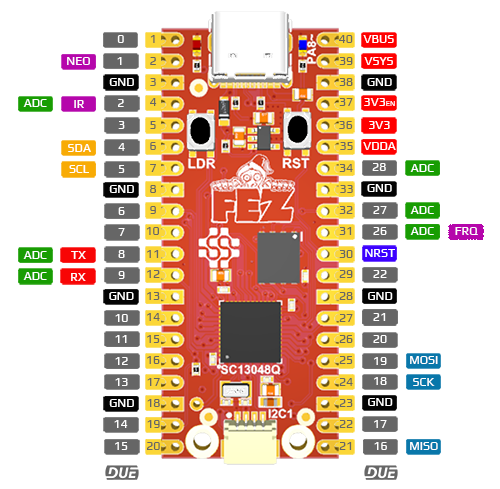 0 1 40 VBUS
NEO 1 2 39 VSYS
GND 3 38 GND
ADC IR 2 4 37 3V3EN
3 5 36 3V3
SDA 4 6 35 VDDA
SCL 5 7 34 28 ADC
GND 8 33 GND
6 9 32 27 ADC
7 10 31 26 ADC FRQ
ADC TX 8 11 30 NRST
ADC RX 9 12 29 22
GND 13 28 GND
10 14 27 21
11 15 26 20
12 16 25 19 MOSI
13 17 24 18 SCK
GND 18 23 GND
14 19 22 17
15 20 21 16 MISO
DUE DUE
PA8~
LDR RST
FEZ
SC13048Q
I2C1